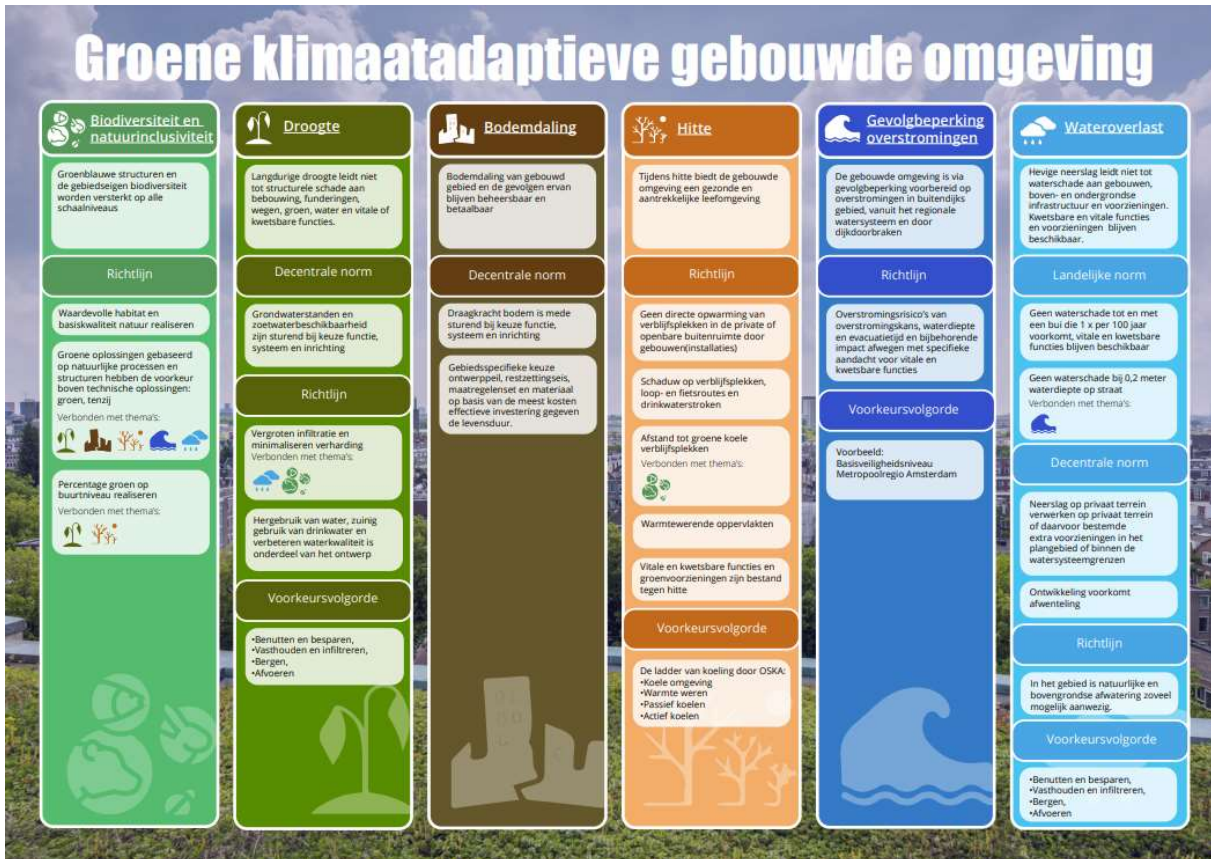 Groene klimaatadaptieve gebouwde omgeving
Biodiversiteit en
natuurinclusiviteit
Groenblauwe structuren en
de gebiedseigen biodiversiteit
worden versterkt op alle
schaalniveaus
Richtlijn
Waardevolle habitat en
basiskwaliteit natuur realiseren
Groene oplossingen gebaseerd
op natuurlijke processen en
structuren hebben de voorkeur
boven technische oplossingen:
groen, tenzij
Verbonden met thema's:
Percentage groen op
buurtniveau realiseren
Verbonden met thema's:
Droogte
Langdurige droogte leidt niet
tot structurele schade aan
bebouwing, funderingen,
wegen, groen, water en vitale of
kwetsbare functies.
Decentrale norm
Grondwaterstanden en
zoetwaterbeschikbaarheid
zijn sturend bij keuze functie,
systeem en inrichting
Richtlijn
Vergroten infiltratie en
minimaliseren verharding
Verbonden met thema's:
Hergebruik van water, zuinig
gebruik van drinkwater en
verbeteren waterkwaliteit is
onderdeel van het ontwerp
Voorkeursvolgorde
•Benutten en besparen,
•Vasthouden en infiltreren,
•Bergen,
•Afvoeren
Bodemdaling
Bodemdaling van gebouwd
gebied en de gevolgen ervan
blijven beheersbaar en
betaalbaar
Decentrale norm
Draagkracht bodem is mede
sturend bij keuze functie,
systeem en inrichting
Gebiedsspecifieke keuze
ontwerppeil, restzettingseis,
maatregelenset en materiaal
op basis van de meest kosten
effectieve investering gegeven
de levensduur.
Hitte
Tijdens hitte biedt de gebouwde
omgeving een gezonde en
aantrekkelijke leefomgeving
Richtlijn
Geen directe opwarming van
verblijfsplekken in de private of
openbare buitenruimte door
gebouwen(installaties)
Schaduw op verblijfsplekken,
loop- en fietsroutes en
drinkwaterstroken
Afstand tot groene koele
verblijfsplekken
Verbonden met thema's:
Warmtewerende oppervlakten
Vitale en kwetsbare functies en
groenvoorzieningen zijn bestand
tegen hitte
Voorkeursvolgorde
De ladder van koeling door OSKA:
•Koele omgeving
•Warmte weren
•Passief koelen
•Actief koelen
Gevolgbeperking
overstromingen
De gebouwde omgeving is via
gevolgbeperking voorbereid op
overstromingen in buitendijks
gebied, vanuit het regionale
watersysteem en door
dijkdoorbraken
Richtlijn
Overstromingsrisico's van
overstromingskans, waterdiepte
en evacuatietijd en bijbehorende
impact afwegen met specifieke
aandacht voor vitale en
kwetsbare functies
Voorkeursvolgorde
Voorbeeld:
Basisveiligheidsniveau
Metropoolregio Amsterdam
Wateroverlast
Hevige neerslag leidt niet tot
waterschade aan gebouwen,
boven- en ondergrondse
infrastructuur en voorzieningen.
Kwetsbare en vitale functies
en voorzieningen blijven
beschikbaar.
Landelijke norm
Geen waterschade tot en met
een bui die 1 x per 100 jaar
voorkomt, vitale en kwetsbare
functies blijven beschikbaar
Geen waterschade bij 0,2 meter
waterdiepte op straat
Verbonden met thema's:
Decentrale norm
Neerslag op privaat terrein
verwerken op privaat terrein
of daarvoor bestemde
extra voorzieningen in het
plangebied of binnen de
watersysteemgrenzen
Ontwikkeling voorkomt
afwenteling
Richtlijn
In het gebied is natuurlijke en
bovengrondse afwatering zoveel
mogelijk aanwezig.
Voorkeursvolgorde
•Benutten en besparen,
•Vasthouden en infiltreren,
•Bergen,
•Afvoeren